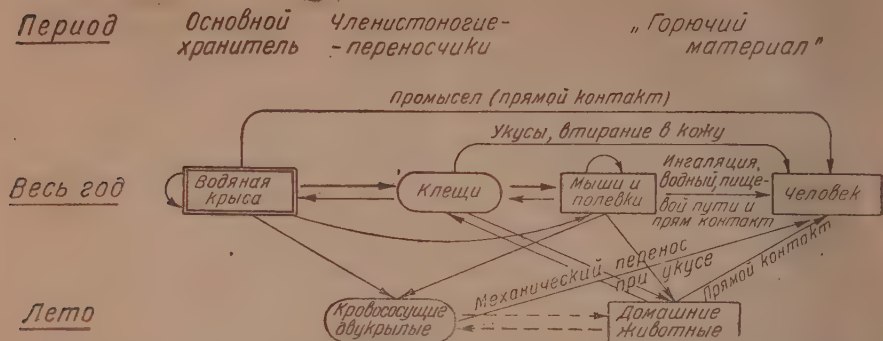 Период Основной Членистоногие- „Горючий
хранитель -переносчики материал"
Промысел (прямой контакт)
Укусы, втирание в кожу
Весь год
Водяная
крыса
Клещи
Мыши и
полевки
Ингаляция,
водный, пище-
вой пути и
прям контакт
Человек
Механический перенос
при укусе
Прямой контакт
Лето
Кровососущие
двукрылые
Домашние
животные